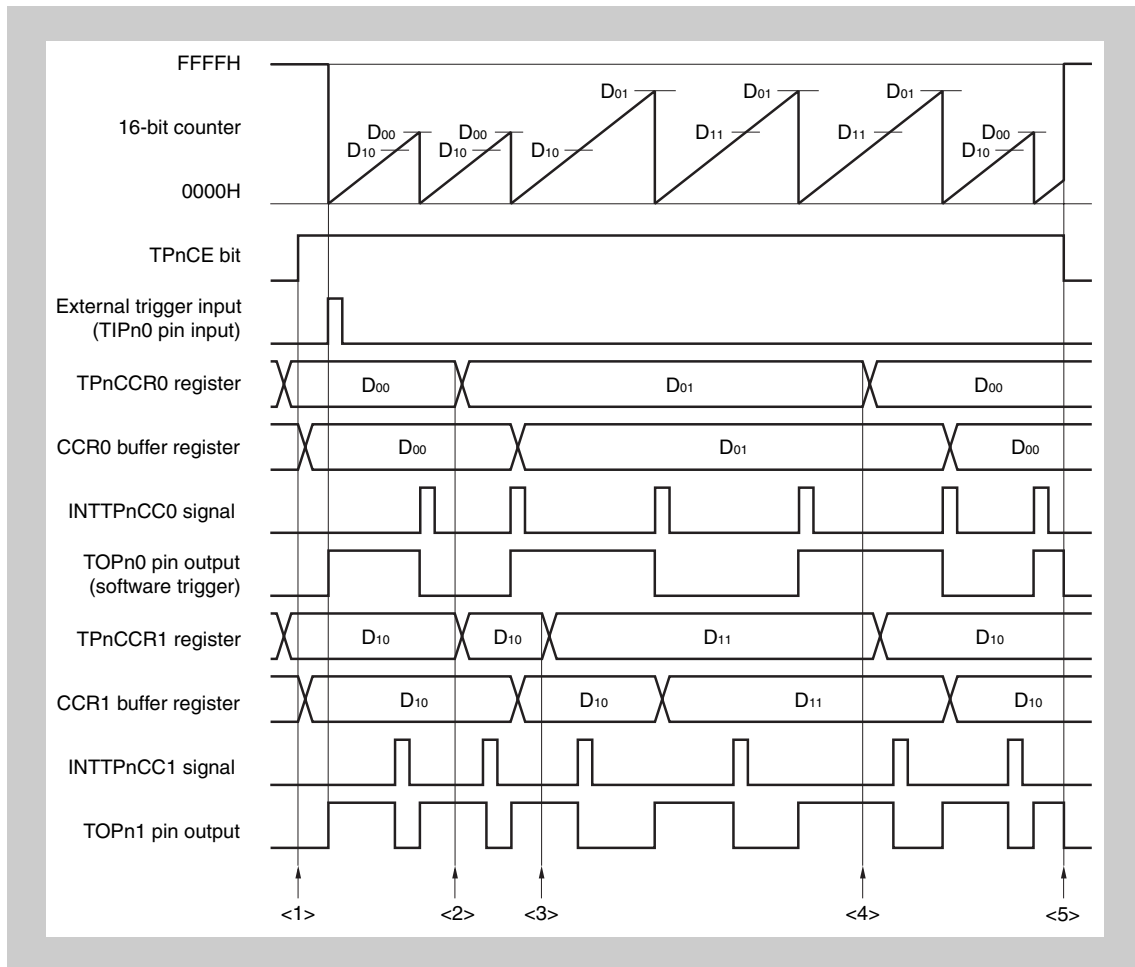 FFFFH
D01 D01 D01
16-bit counter
D00 D00 D11 D11 D00
D10 D10 D10 D10
0000H
TPnCE bit
External trigger input
(TIPn0 pin input)
TPnCCR0 register D00 D01 D00
CCR0 buffer register D00 D01 D00
INTTPnCC0 signal
TOPn0 pin output
(software trigger)
TPnCCR1 register D10 D10 D11 D10
CCR1 buffer register D10 D10 D11 D10
INTTPnCC1 signal
TOPn1 pin output
<1> <2> <3> <4> <5>